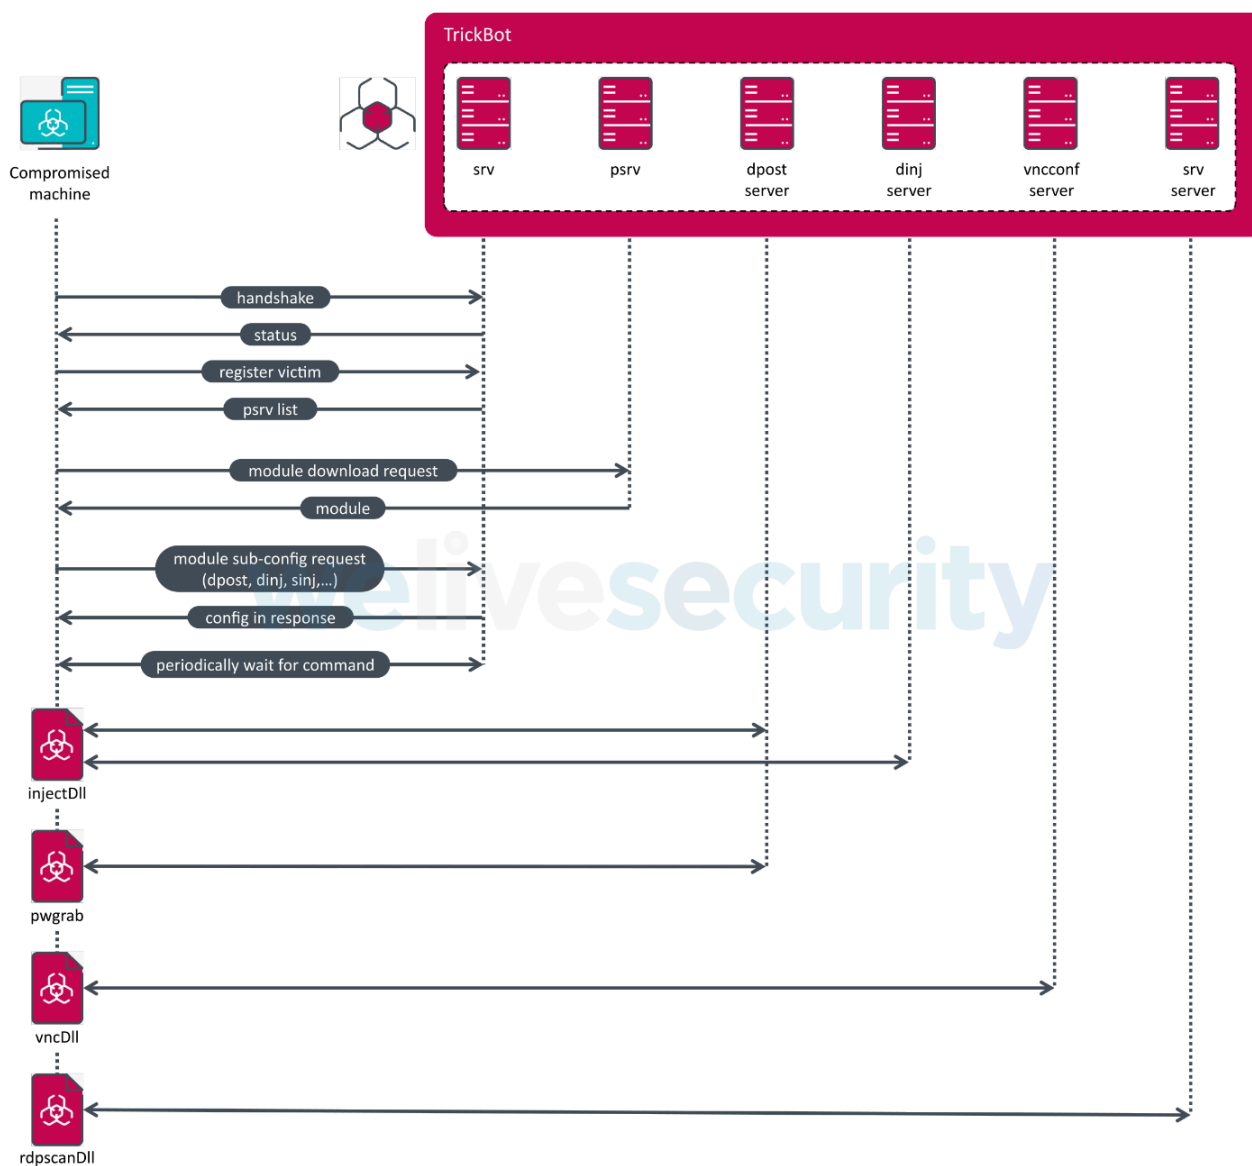 TrickBot
Compromised
machine
srv
psrv
dpost
server
dinj
server
vncconf
server
srv
server
handshake
status
register victim
psrv list
module download request
module
module sub-config request
(dpost, dinj, sinj,...)
config in response
periodically wait for command
welivesecurity
injectDll
pwgrab
vncDll
rdpscanDll